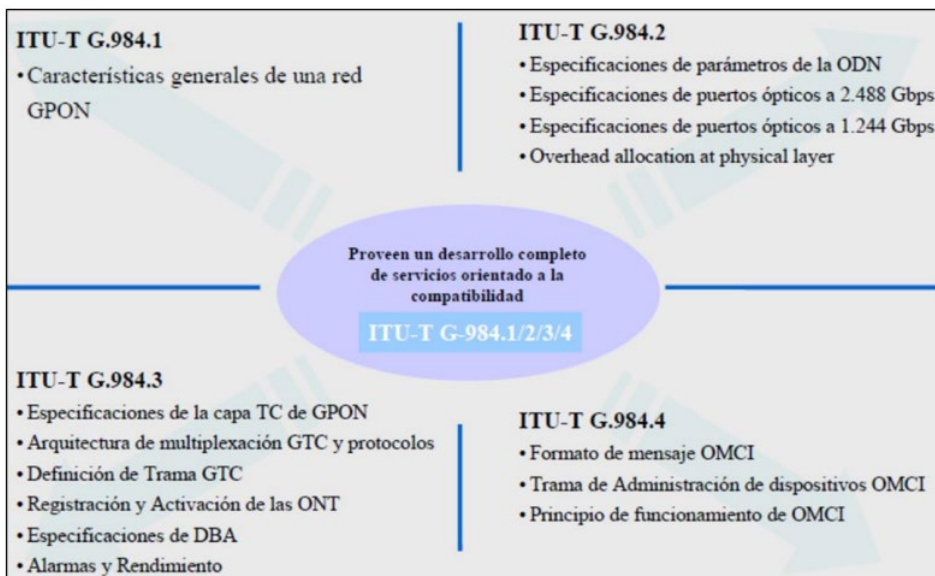 ITU-T G.984.1
• Características generales de una red
GPON
ITU-T G.984.2
• Especificaciones de parámetros de la ODN
• Especificaciones de puertos ópticos a 2.488 Gbps
• Especificaciones de puertos ópticos a 1.244 Gbps
• Overhead allocation at physical layer
Proveen un desarrollo completo
de servicios orientado a la
compatibilidad
ITU-T G-984.1/2/3/4
ITU-T G.984.3
• Especificaciones de la capa TC de GPON
• Arquitectura de multiplexación GTC y protocolos
• Definición de Trama GTC
• Registración y Activación de las ONT
• Especificaciones de DBA
• Alarmas y Rendimiento
ITU-T G.984.4
• Formato de mensaje OMCI
• Trama de Administración de dispositivos OMCI
• Principio de funcionamiento de OMCI